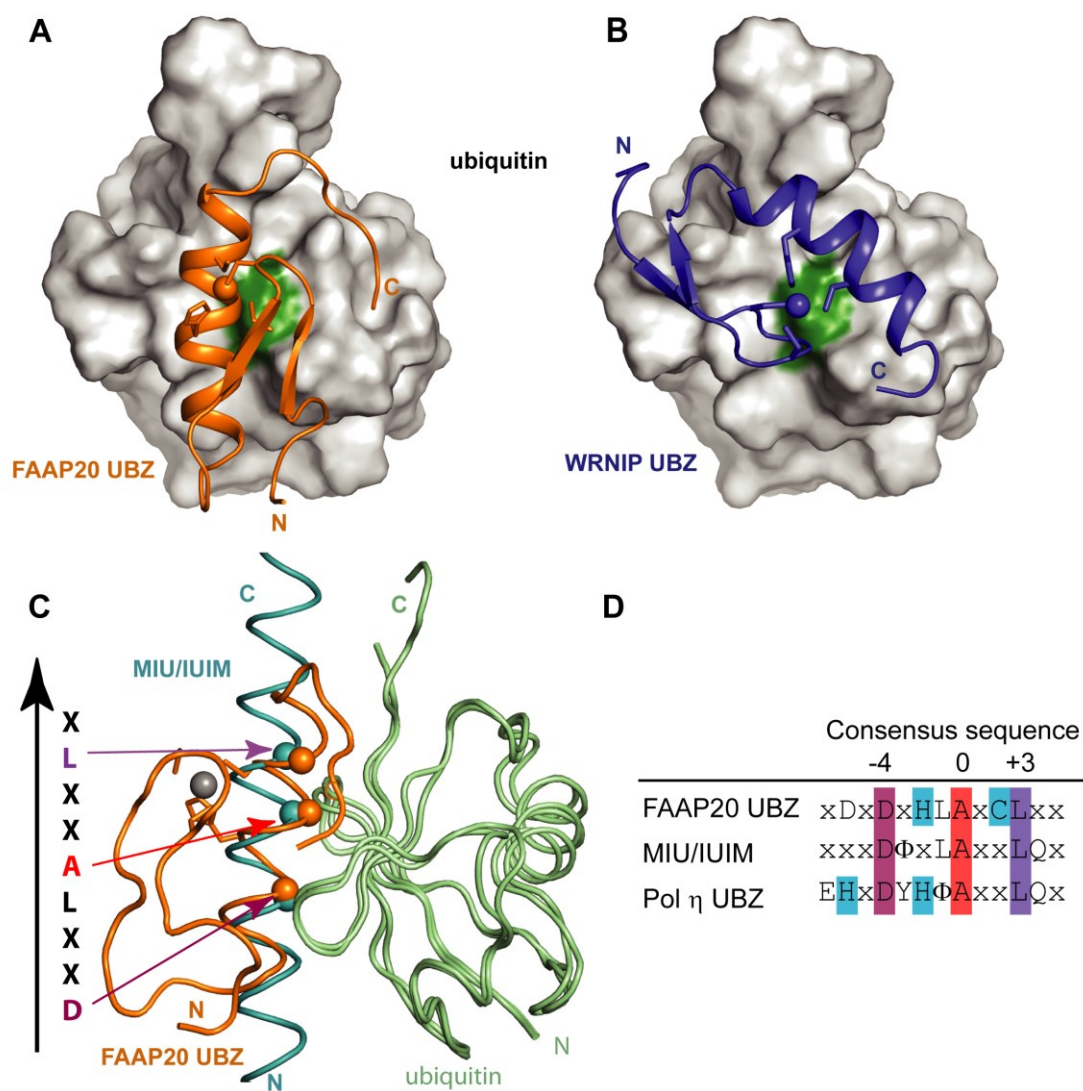 A
B
ubiquitin
N
C
C
FAAP20 UBZ
WRNIP UBZ
N
C
D
C
C
MIU/IUIM
X
L
X
X
A
L
X
X
D
N
FAAP20 UBZ
N
N
ubiquitin
Consensus sequence
-4 0 +3
FAAP20 UBZ xDxDxHLAxCLxx
MIU/IUIM xxxDΦxLAxxLQx
Pol η UBZ EHxDYHΦAxxLQx